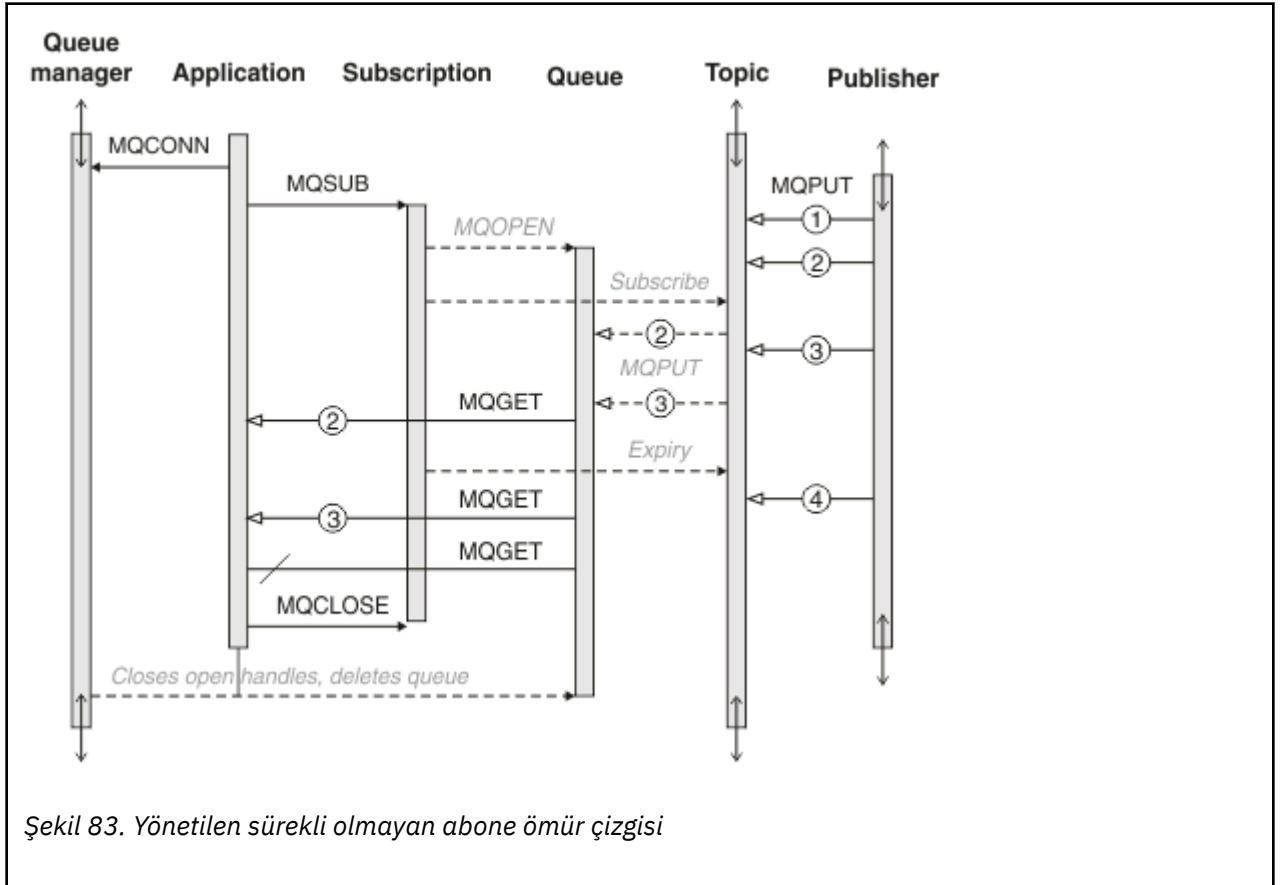 Queue manager
Application
Subscription
Queue
Topic
Publisher
MQCONN
MQSUB
MQPUT
MQOPEN
1
2
Subscribe
2
3
MQPUT
3
MQGET
2
Expiry
MQGET
4
3
MQGET
MQCLOSE
Closes open handles, deletes queue
Şekil 83. Yönetilen sürekli olmayan abone ömür çizgisi